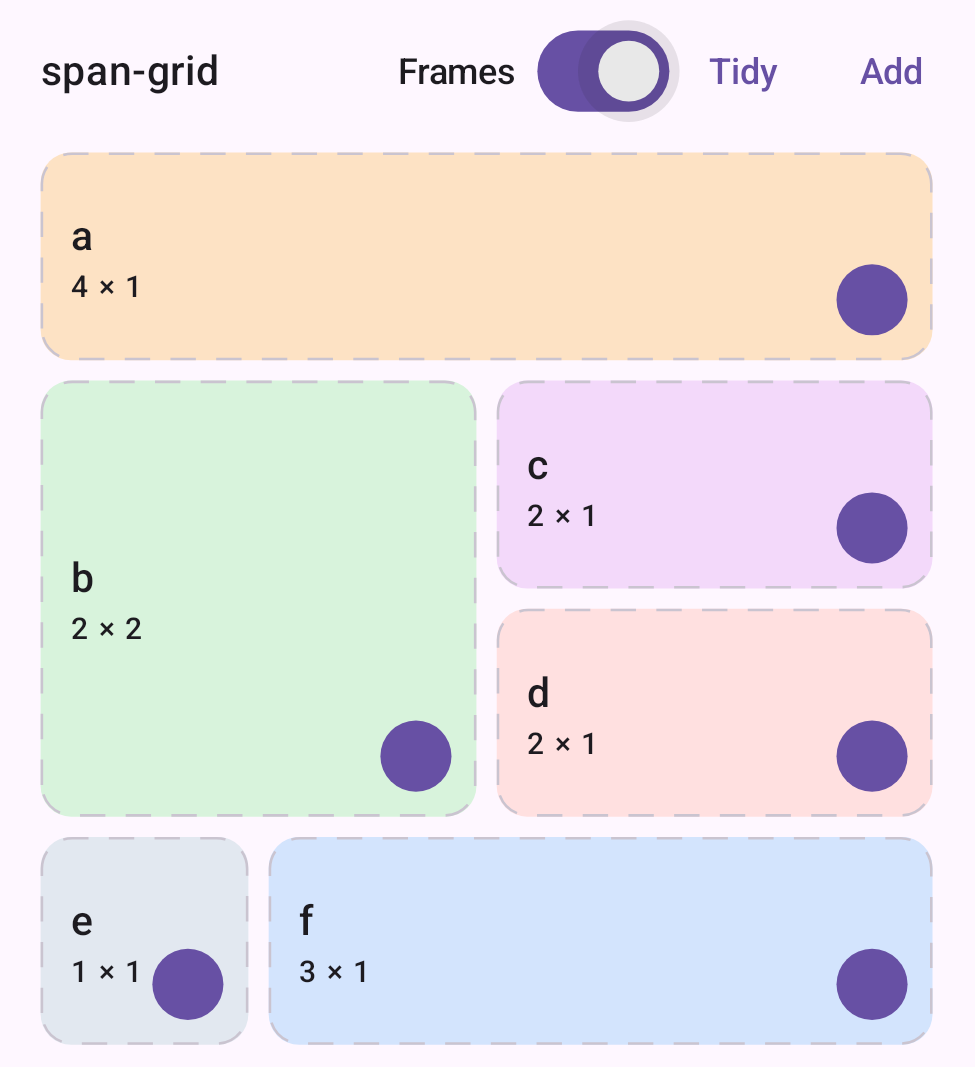 span-grid Frames Tidy Add
a
4 × 1
b
2 × 2
c
2 × 1
d
2 × 1
e
1 × 1
f
3 × 1